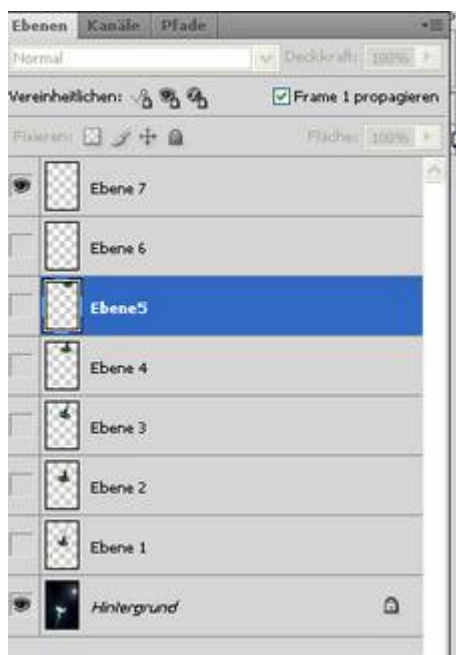 Ebenen Kanäle Pfade
Normal Deckkraft: 100%
Vereinheitlichen: Frame 1 propagieren
Fixieren: Fläche: 100%
Ebene 7
Ebene 6
Ebene5
Ebene 4
Ebene 3
Ebene 2
Ebene 1
Hintergrund